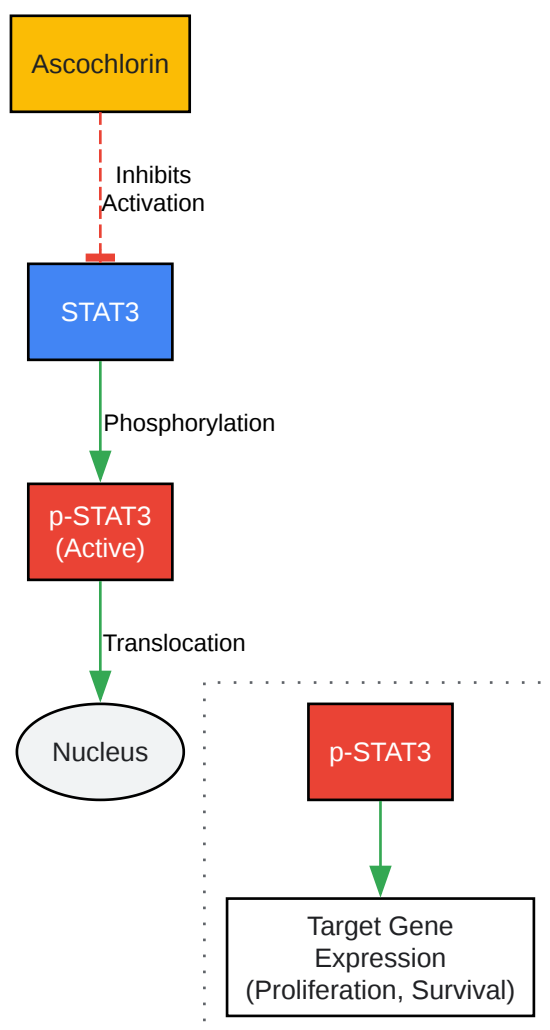 Ascochlorin
Inhibits
Activation
STAT3
Phosphorylation
p-STAT3
(Active)
Translocation
Nucleus
p-STAT3
Target Gene
Expression
(Proliferation, Survival)